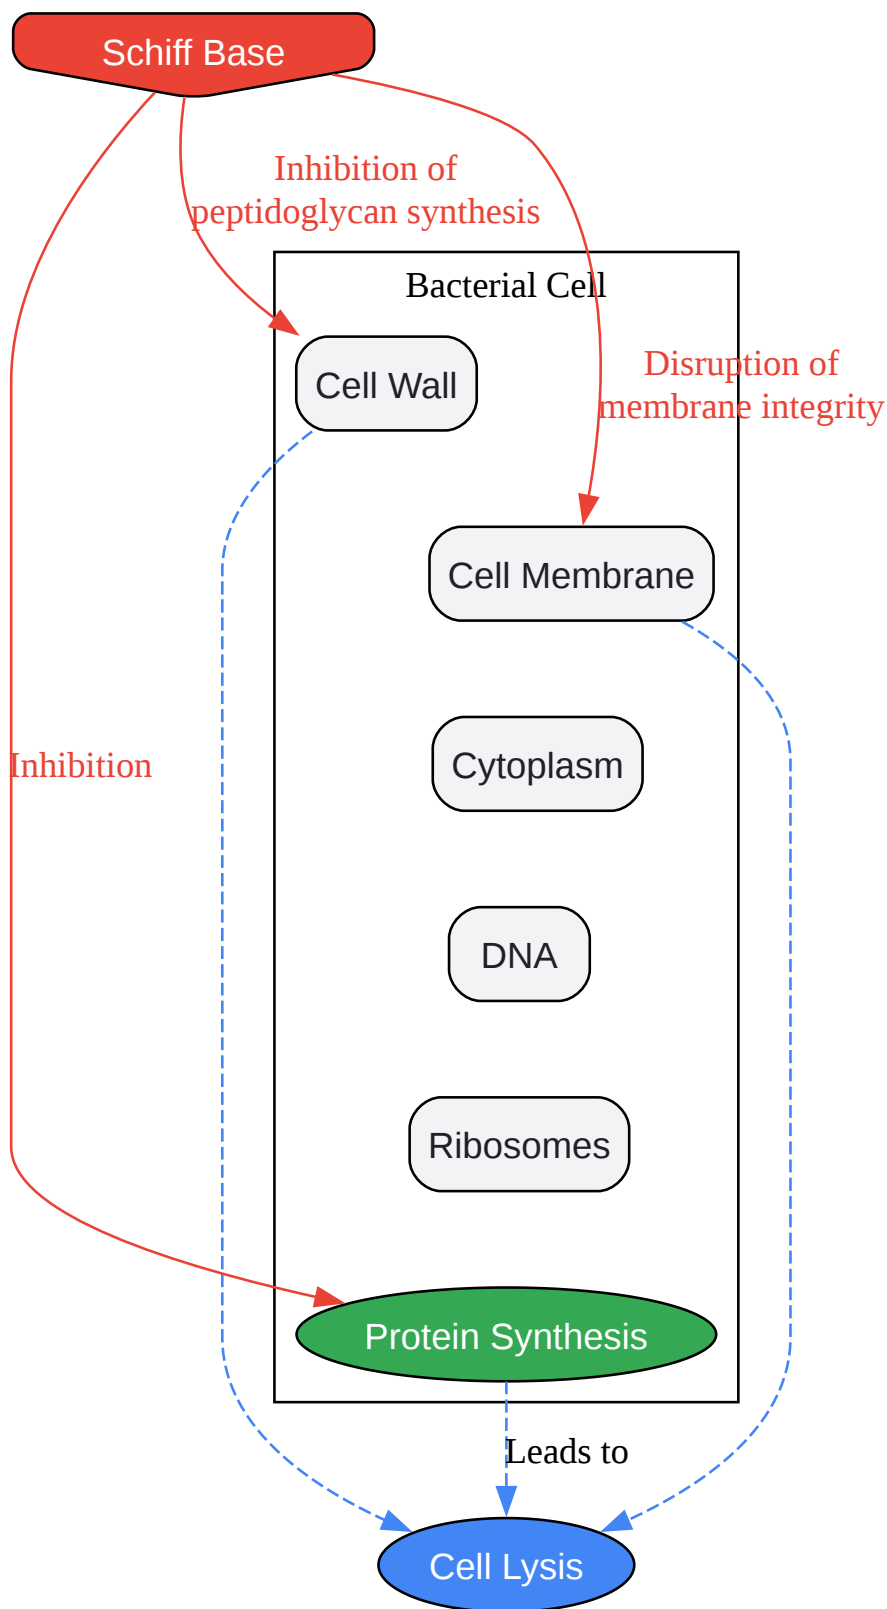 Schiff Base
Inhibition of
peptidoglycan synthesis
Bacterial Cell
Disruption of
membrane integrity
Cell Wall
Cell Membrane
Inhibition
Cytoplasm
DNA
Ribosomes
Protein Synthesis
Leads to
Cell Lysis